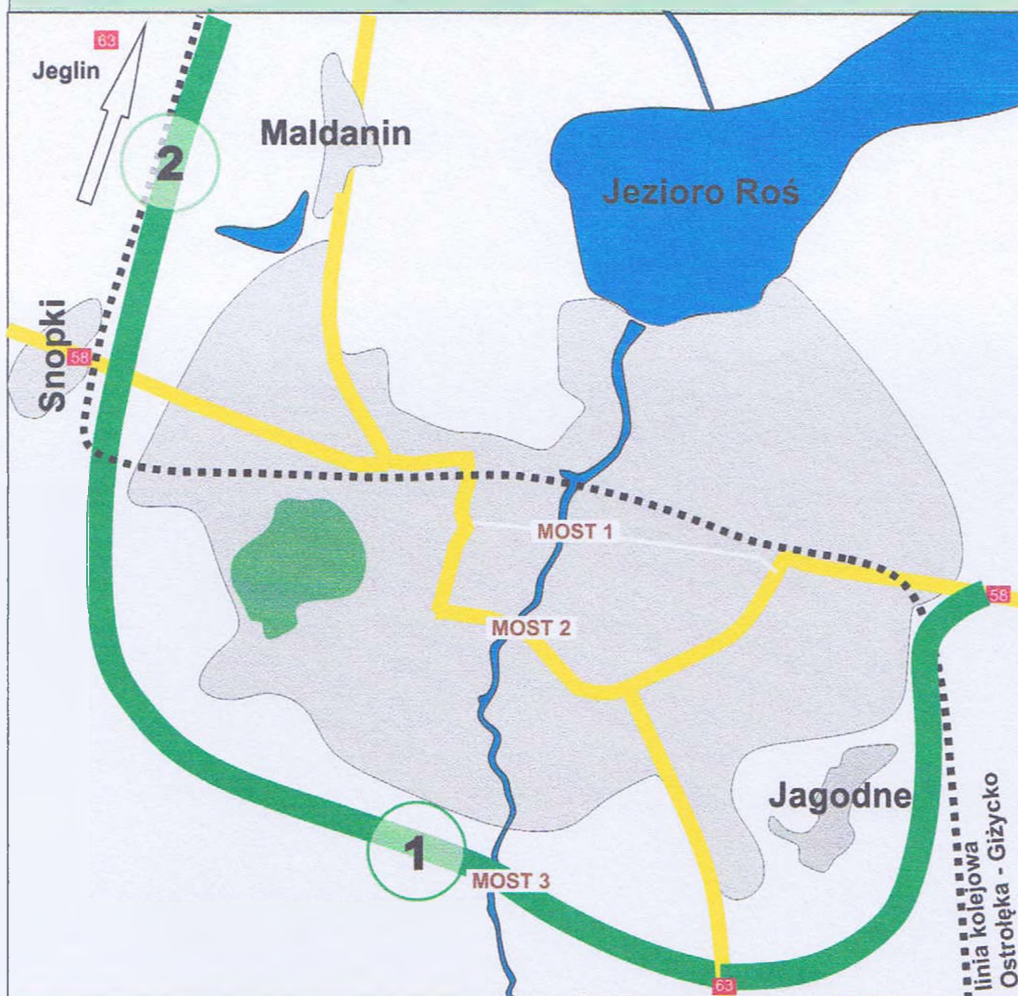 63
Jeglin
2
Maldanin
Jezioro Roś
Snopki
58
MOST 1
58
MOST 2
Jagodne
1
MOST 3
63
linia kolejowa
Ostrołęka - Giżycko